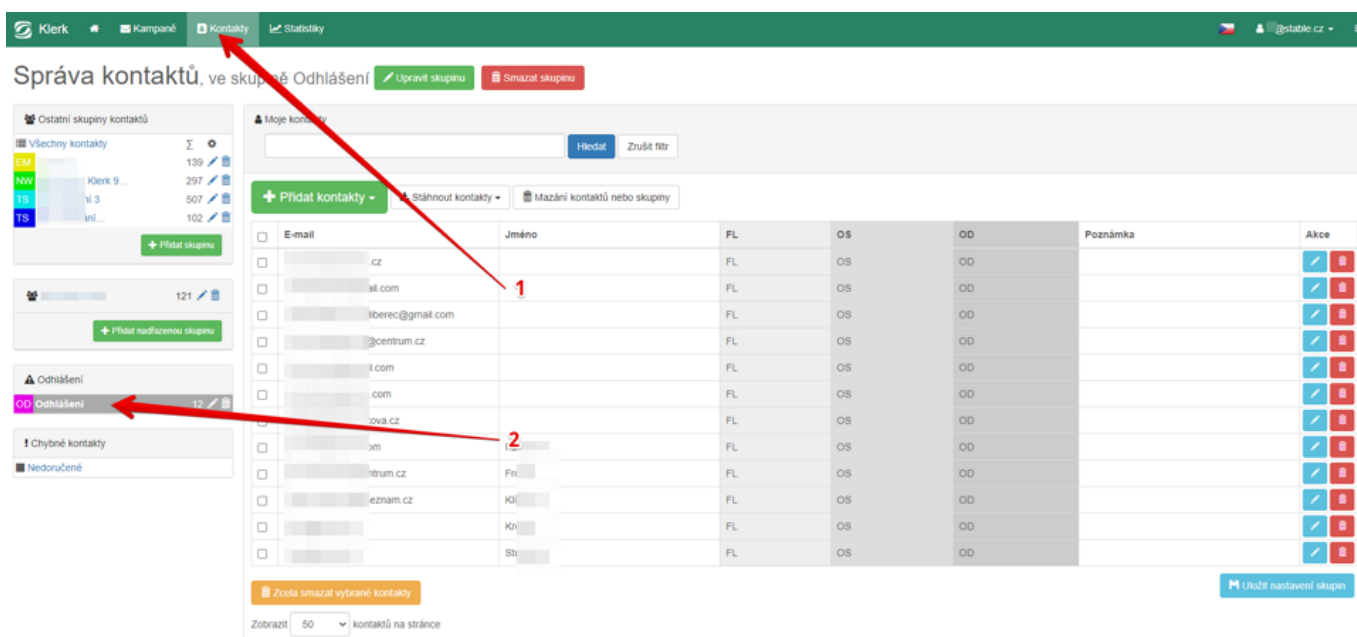 Klerk Kampaně Kontakty Statistiky @stable.cz
Správa kontaktů, ve skupině Odhlášení Upravit skupinu Smazat skupinu
Ostatní skupiny kontaktů
Všechny kontakty Σ
EM 139
NW Klerk 9... 297
TS ní 3 507
TS ání... 102
Přidat skupinu
121
Přidat nadřazenou skupinu
Odhlášení
OD Odhlášení 12
! Chybné kontakty
Nedoručené
Moje kontakty
Hledat Zrušit filtr
Přidat kontakty Stáhnout kontakty Mazání kontaktů nebo skupiny
E-mail Jméno FL OS OD Poznámka Akce
.cz FL OS OD
ail.com 1 FL OS OD
liberec@gmail.com FL OS OD
@centrum.cz FL OS OD
l.com FL OS OD
.com FL OS OD
kova.cz FL OS OD
om 2 FL OS OD
ntrum.cz Fr FL OS OD
eznam.cz Kli FL OS OD
Kr FL OS OD
Str FL OS OD
Zcela smazat vybrané kontakty Uložit nastavení skupin
Zobrazit 50 kontaktů na stránce